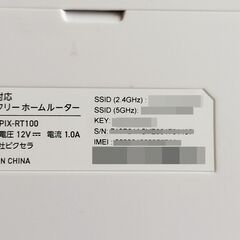 対応
フリー ホームルーター
PIX-RT100
電圧 12V⎓ 電流 1.0A
社ピクセラ
N CHINA
SSID (2.4GHz) :
SSID (5GHz) :
KEY:
S/N:
IMEI :